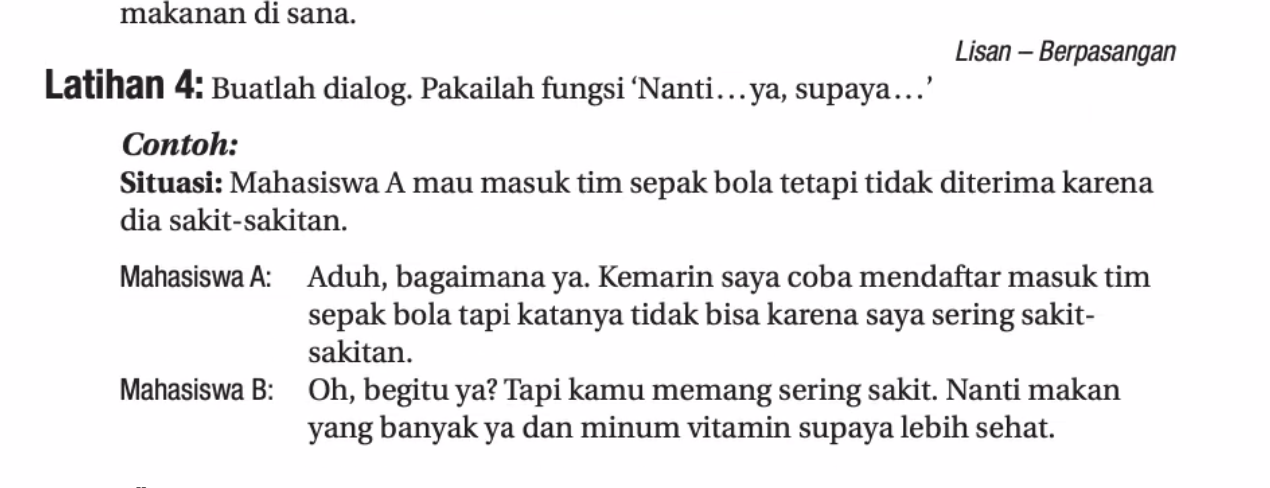 makanan di sana.
Lisan – Berpasangan
Latihan 4: Buatlah dialog. Pakailah fungsi ‘Nanti…ya, supaya…’
Contoh:
Situasi: Mahasiswa A mau masuk tim sepak bola tetapi tidak diterima karena
dia sakit-sakitan.
Mahasiswa A: Aduh, bagaimana ya. Kemarin saya coba mendaftar masuk tim
sepak bola tapi katanya tidak bisa karena saya sering sakit-
sakitan.
Mahasiswa B: Oh, begitu ya? Tapi kamu memang sering sakit. Nanti makan
yang banyak ya dan minum vitamin supaya lebih sehat.